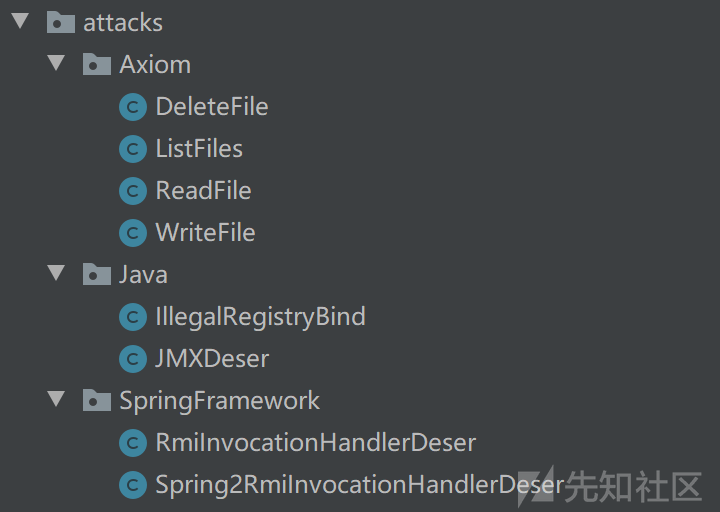 attacks
Axiom
DeleteFile
ListFiles
ReadFile
WriteFile
Java
IllegalRegistryBind
JMXDeser
SpringFramework
RmiInvocationHandlerDeser
Spring2RmiInvocationHandlerDeser
先知社区